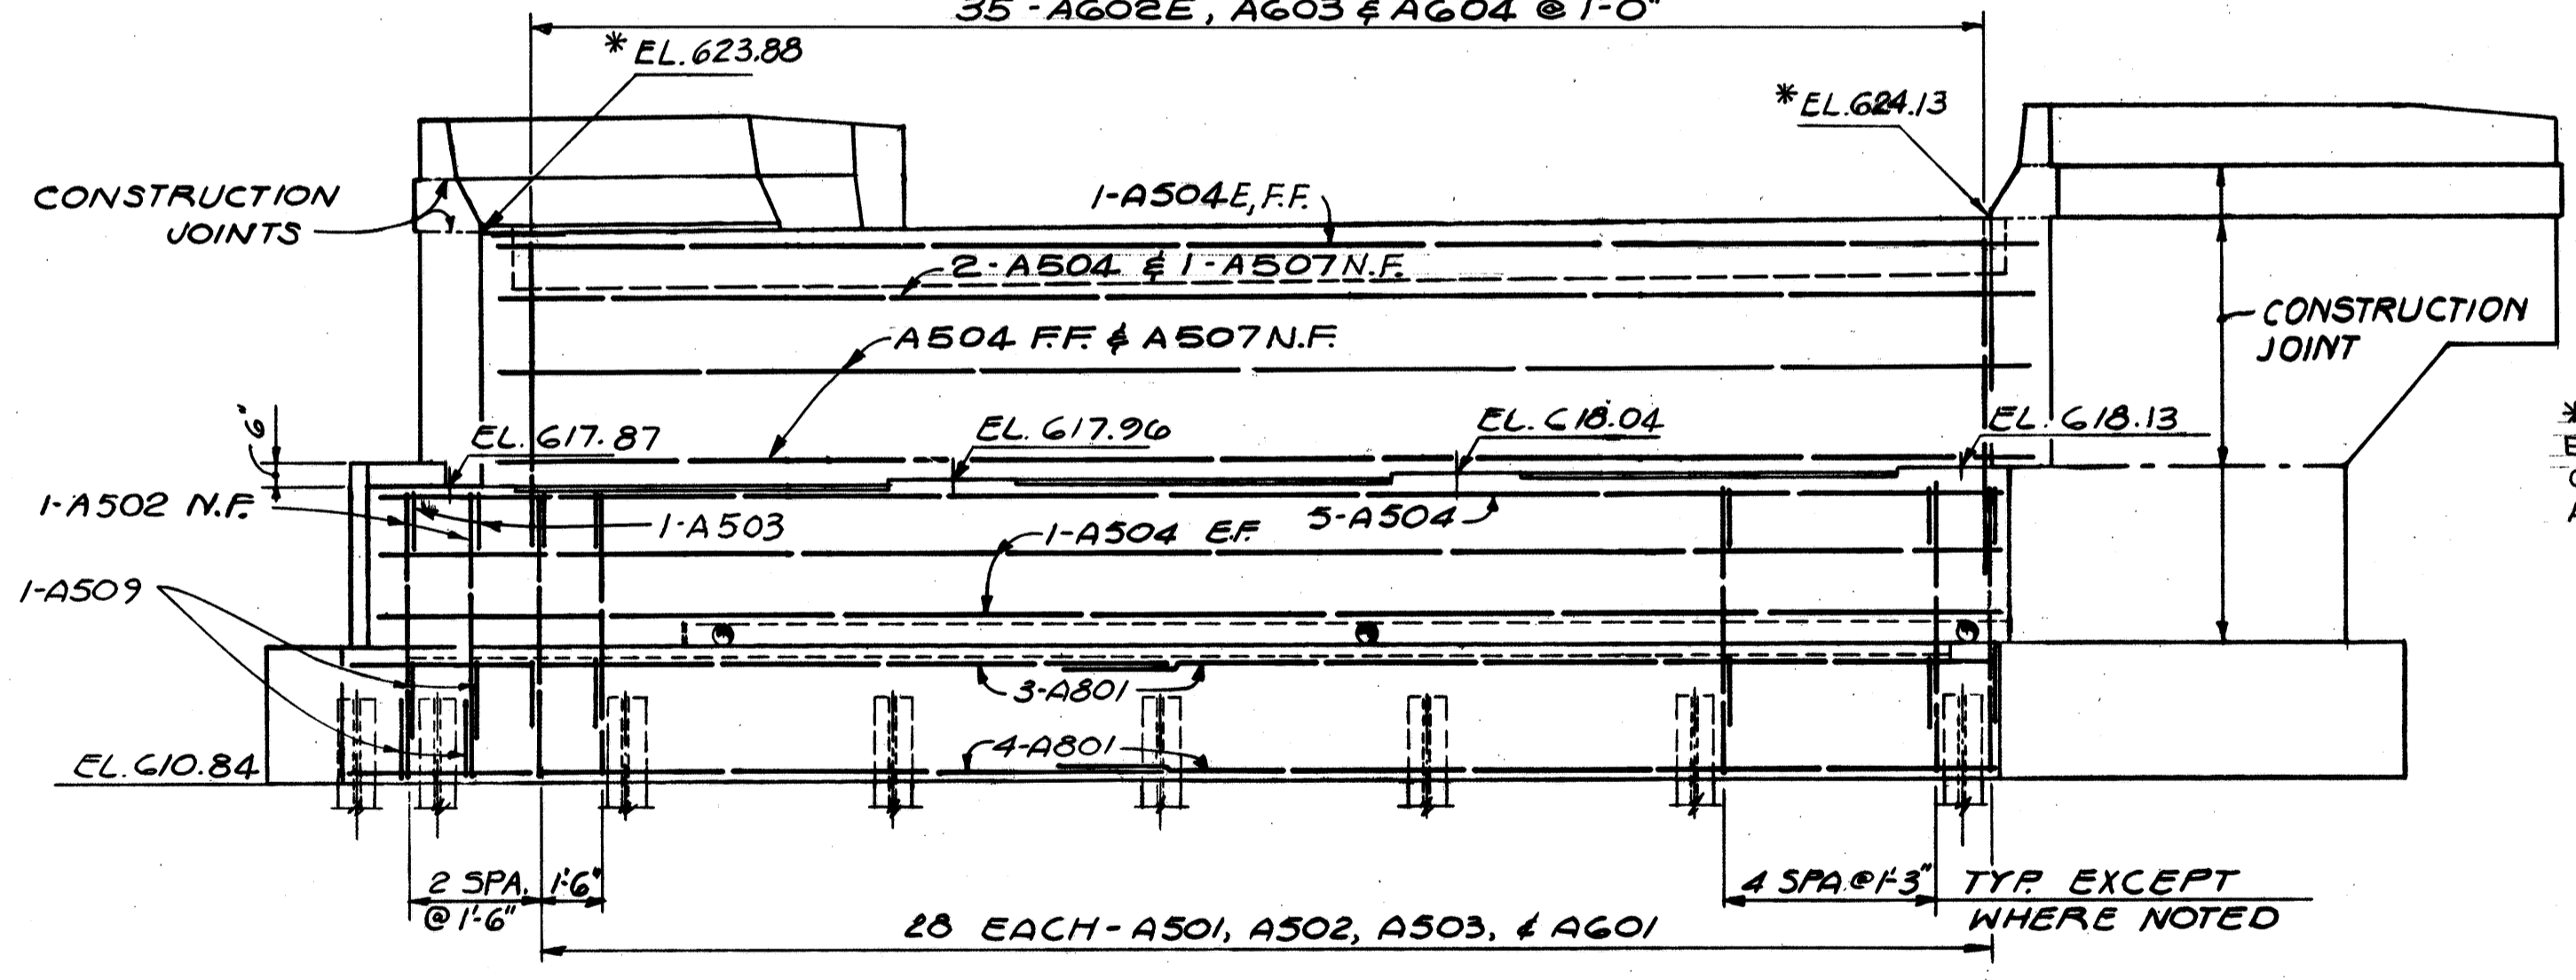 35-A602E, A603 & A604 @ 1'-0"
* EL. 623.88
* EL. 624.13
CONSTRUCTION
JOINTS
1-A504E, F.F.
2-A504 & 1-A507 N.F.
A504 F.F. & A507 N.F.
CONSTRUCTION
JOINT
6"
EL. 617.87
EL. 617.96
EL. 618.04
EL. 618.13
*
E
1-A502 N.F.
1-A503
5-A504
A
1-A504 E.F.
1-A509
3-A801
4-A801
EL. 610.84
2 SPA.
@ 1'-6"
1'-6"
4 SPA @ 1'-3"
TYP. EXCEPT
WHERE NOTED
28 EACH - A501, A502, A503, & A601